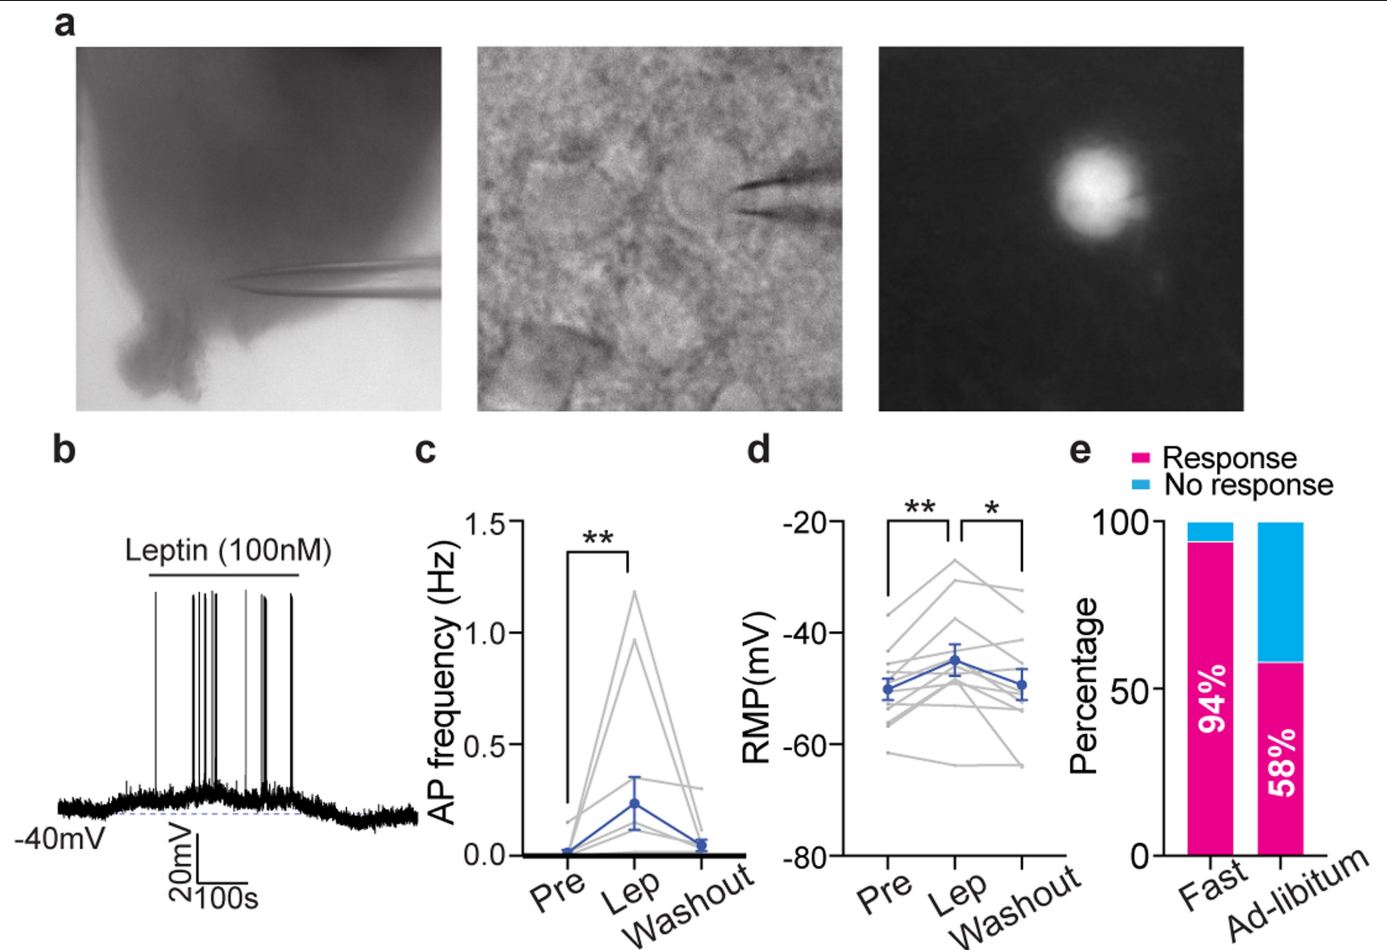 a
b
c
d
e
Response
No response
Leptin (100nM)
-40mV
20mV
100s
AP frequency (Hz)
1.5
1.0
0.5
0.0
**
Pre
Lep
Washout
RMP(mV)
-20
-40
-60
-80
**
*
Pre
Lep
Washout
Percentage
100
50
0
94%
58%
Fast
Ad-libitum